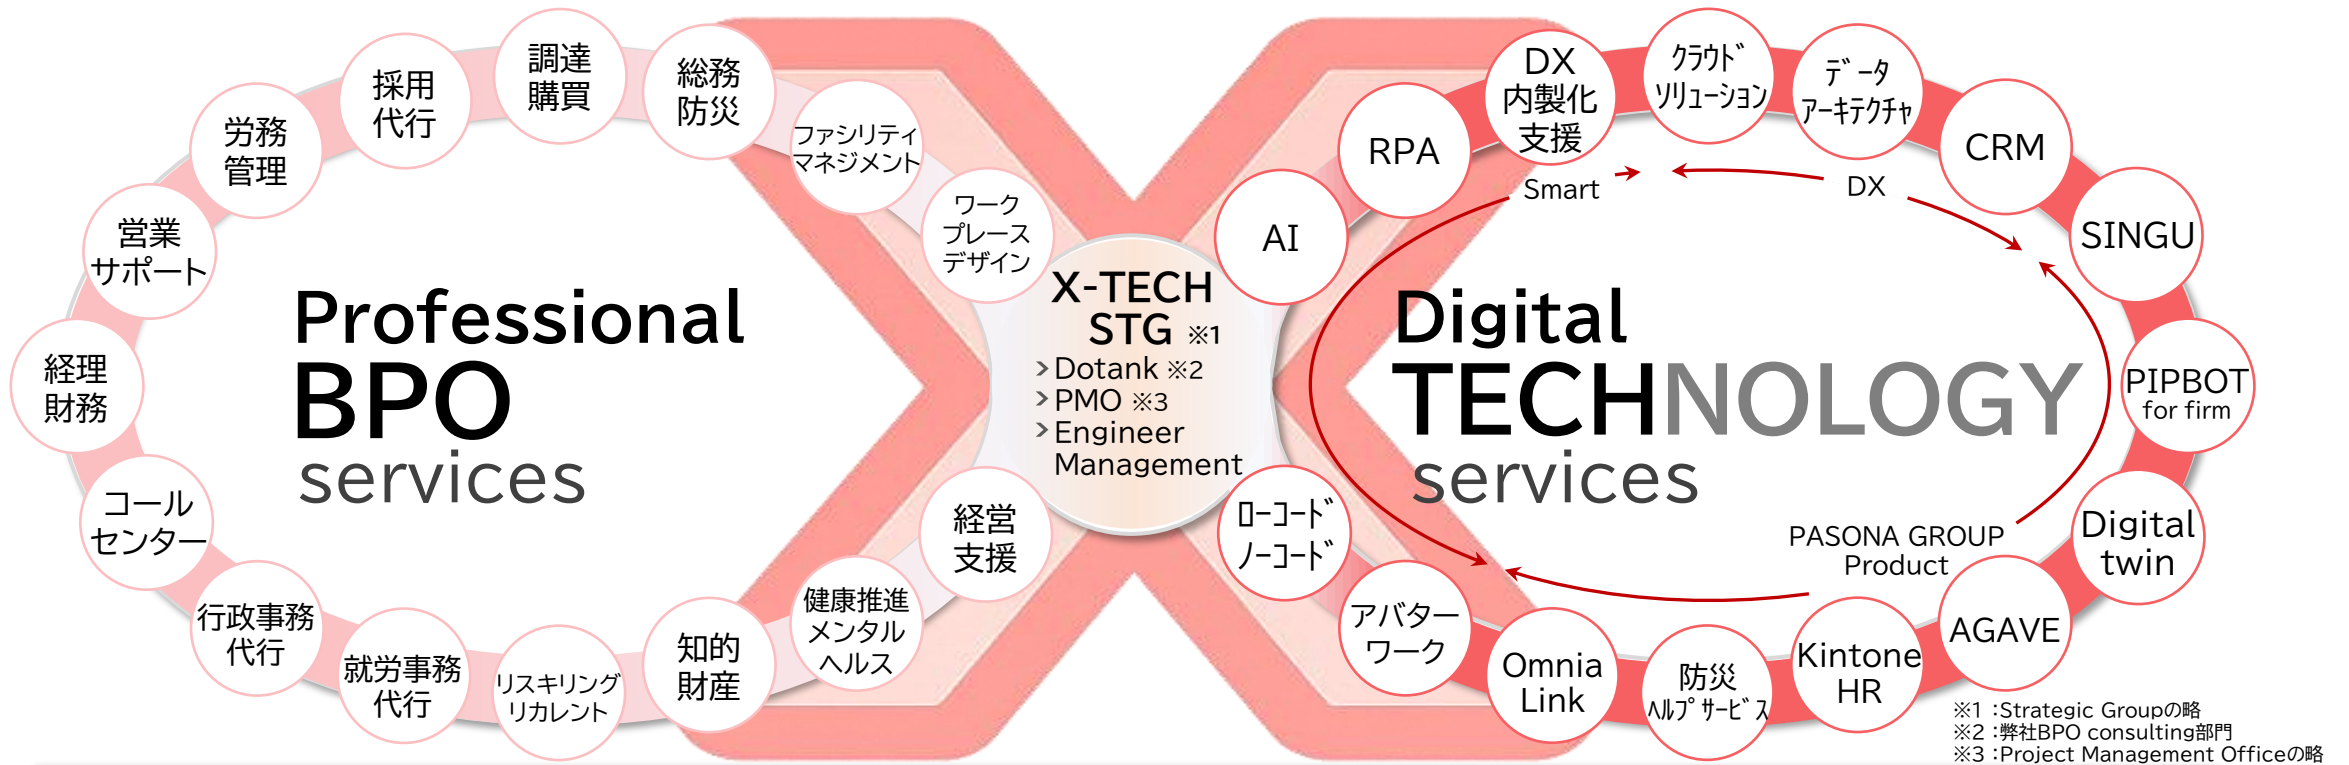 調達
購買
総務
防災
採用
代行
労務
管理
営業
サポート
経理
財務
コール
センター
行政事務
代行
就労事務
代行
リスキリング
リカレント
知的
財産
健康推進
メンタル
ヘルス
経営
支援
ファシリティ
マネジメント
ワーク
プレース
デザイン
Professional
BPO
services
X-TECH
STG ※1
Dotank ※2
PMO ※3
Engineer
Management
AI
RPA
DX
内製化
支援
クラウド
ソリューション
データ
アーキテクチャ
CRM
SINGU
PIPBOT
for firm
Digital
twin
AGAVE
Kintone
HR
防災
ヘルプサービス
Omnia
Link
アバター
ワーク
ローコード
ノーコード
Smart
DX
Digital
TECHNOLOGY
services
PASONA GROUP
Product
※1：Strategic Groupの略
※2：弊社BPO consulting部門
※3：Project Management Officeの略